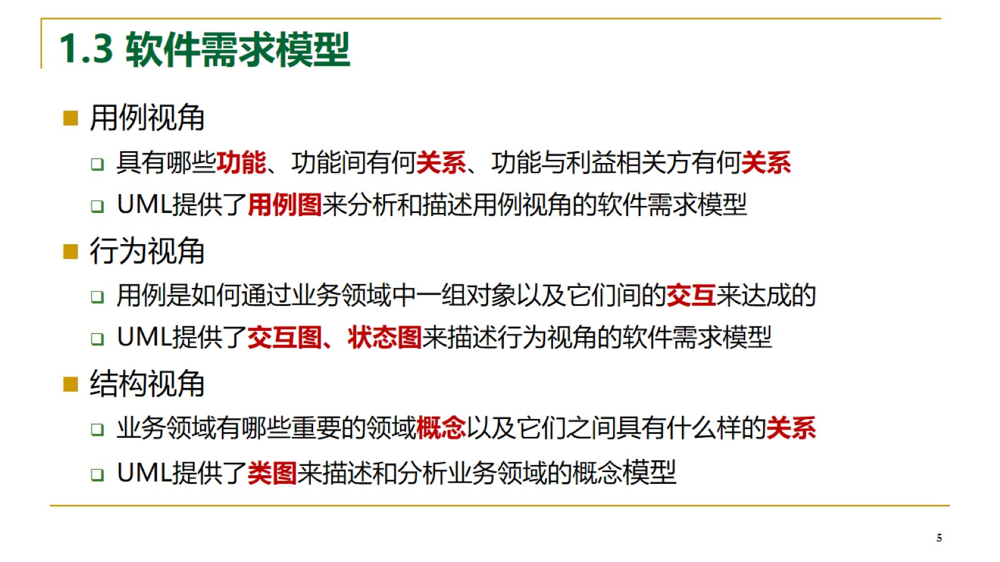 1.3 软件需求模型
用例视角
具有哪些功能、功能间有何关系、功能与利益相关方有何关系
UML提供了用例图来分析和描述用例视角的软件需求模型
行为视角
用例是如何通过业务领域中一组对象以及它们间的交互来达成的
UML提供了交互图、状态图来描述行为视角的软件需求模型
结构视角
业务领域有哪些重要的领域概念以及它们之间具有什么样的关系
UML提供了类图来描述和分析业务领域的概念模型
5